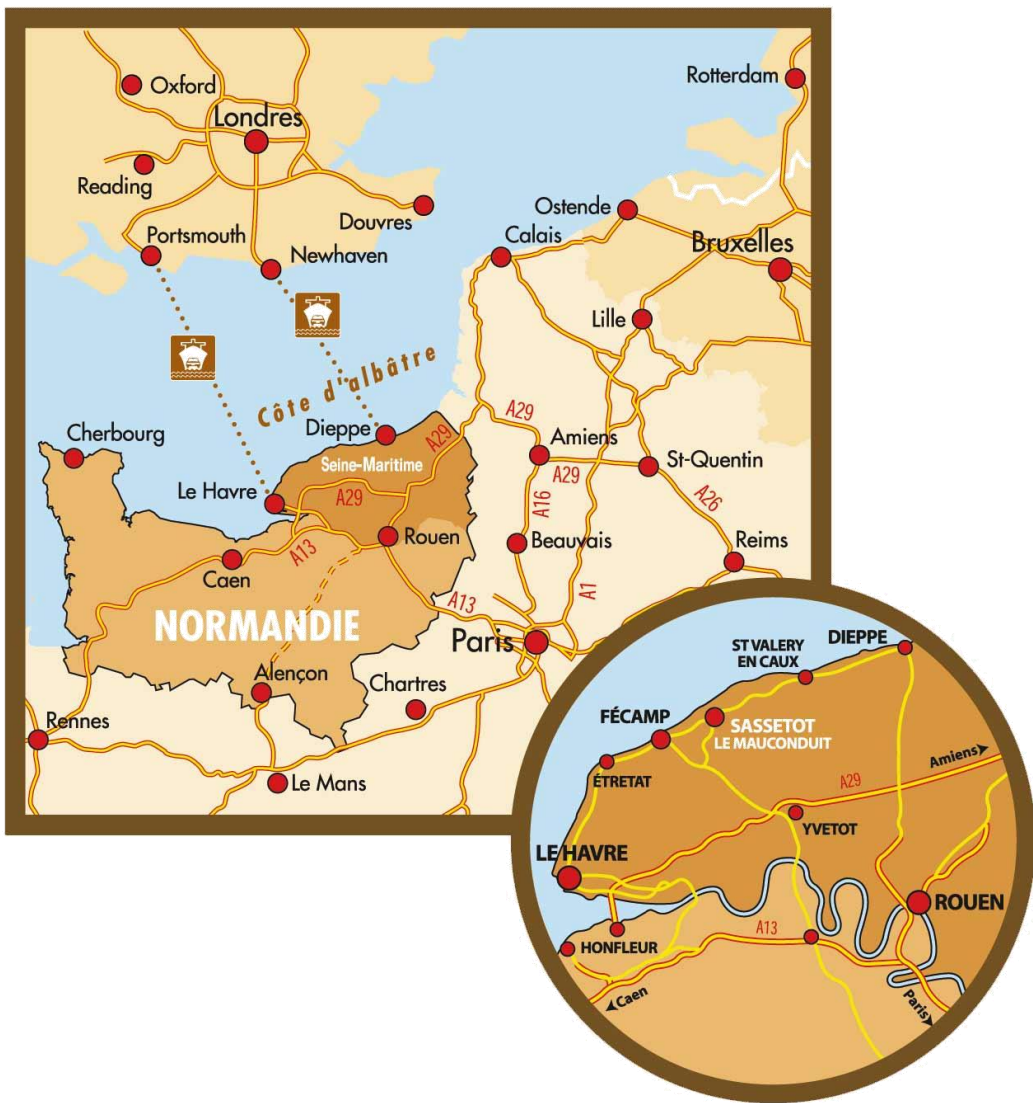 Oxford
Londres
Rotterdam
Reading
Douvres
Ostende
Portsmouth
Calais
Bruxelles
Newhaven
Lille
Côte d'albâtre
Cherbourg
Dieppe
A29
A29
Amiens
Seine-Maritime
St-Quentin
A29
Le Havre
A29
A16
A26
Rouen
Beauvais
Reims
A13
Caen
A1
A13
NORMANDIE
Paris
Alençon
Chartres
Rennes
Le Mans
DIEPPE
ST VALERY
EN CAUX
FÉCAMP
SASSETOT
LE MAUCONDUIT
Amiens
ÉTRETAT
A29
YVETOT
LE HAVRE
ROUEN
A13
HONFLEUR
Caen
Paris